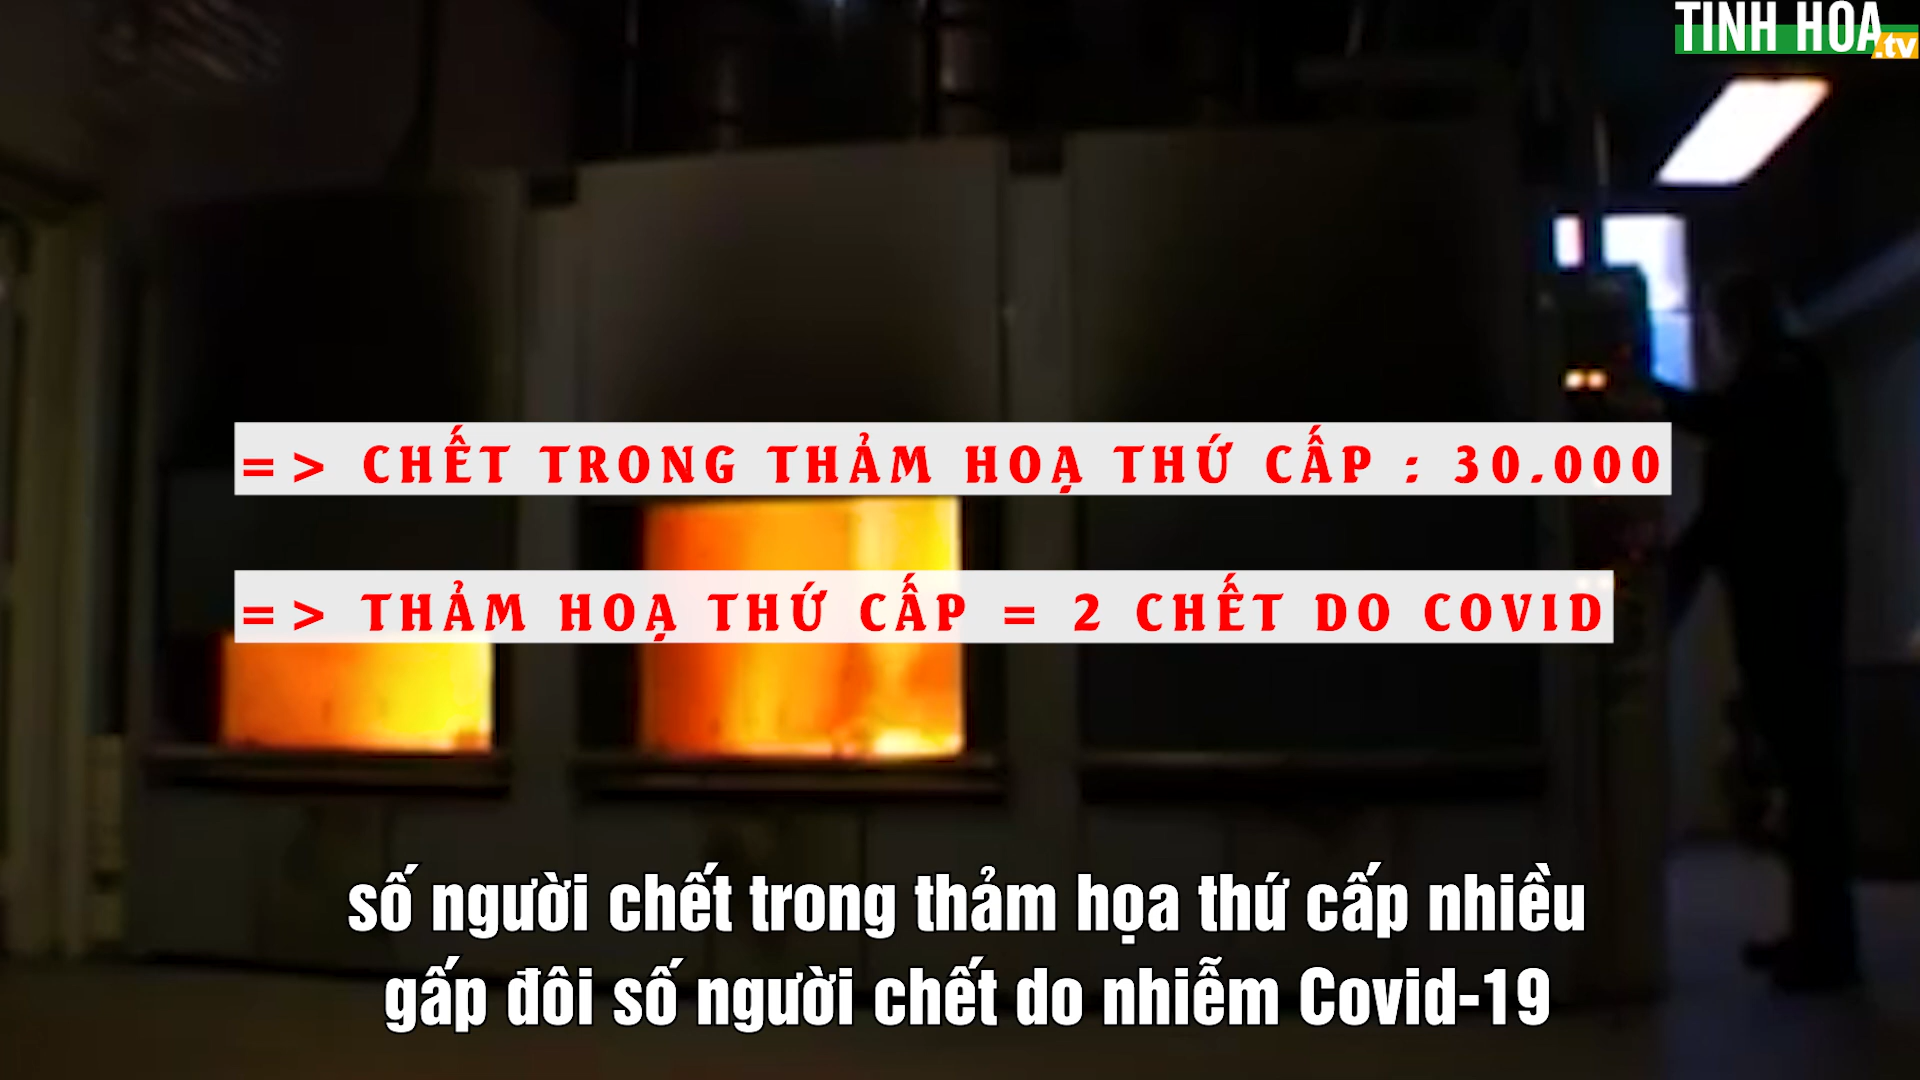 TINH HOA.tv
=> CHẾT TRONG THẢM HOẠ THỨ CẤP : 30.000
=> THẢM HOẠ THỨ CẤP = 2 CHẾT DO COVID
số người chết trong thảm họa thứ cấp nhiều
gấp đôi số người chết do nhiễm Covid-19